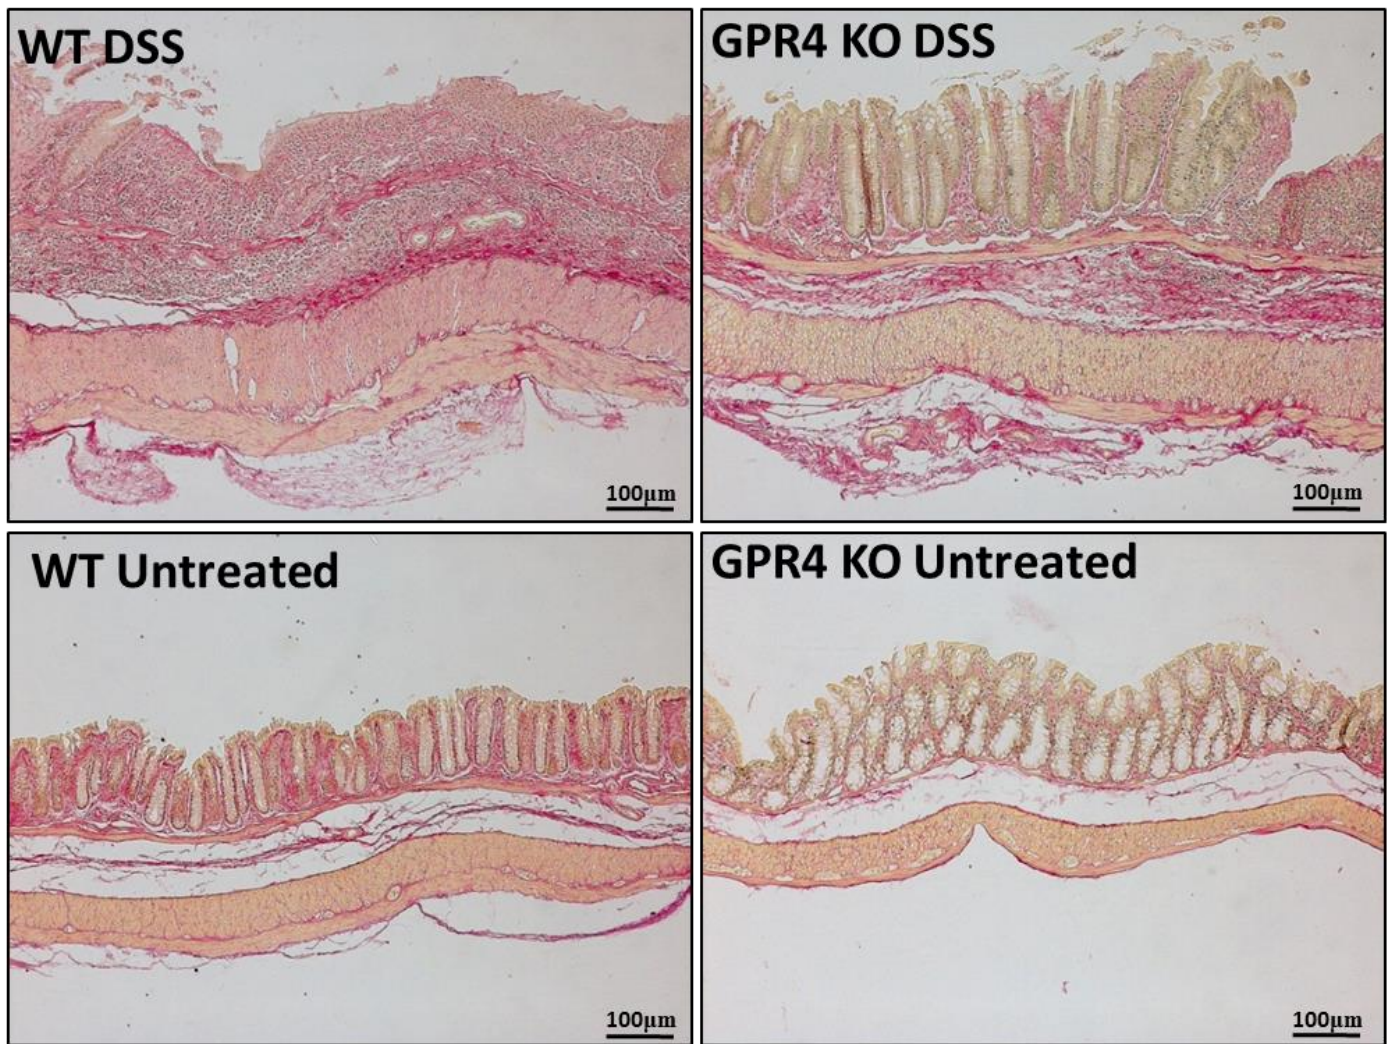 WT DSS
GPR4 KO DSS
100µm
100µm
WT Untreated
GPR4 KO Untreated
100µm
100µm